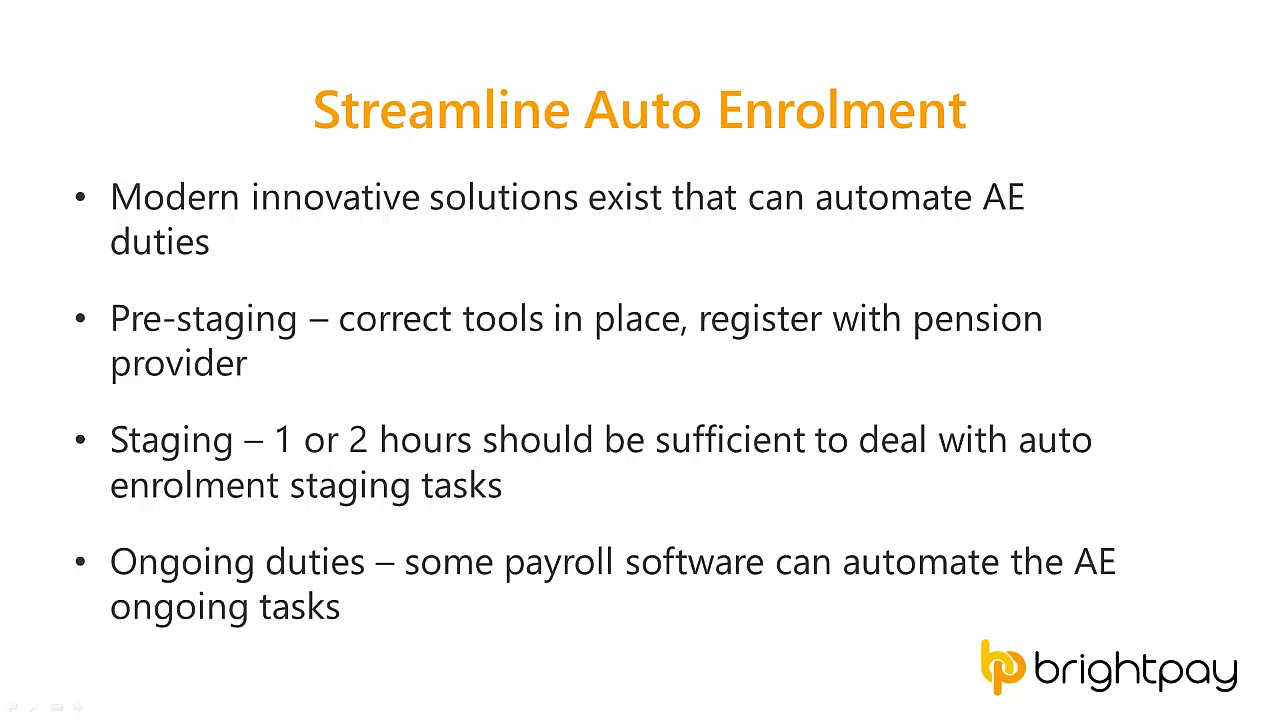 Streamline Auto Enrolment
• Modern innovative solutions exist that can automate AE
duties
• Pre-staging – correct tools in place, register with pension
provider
• Staging – 1 or 2 hours should be sufficient to deal with auto
enrolment staging tasks
• Ongoing duties – some payroll software can automate the AE
ongoing tasks
bp brightpay